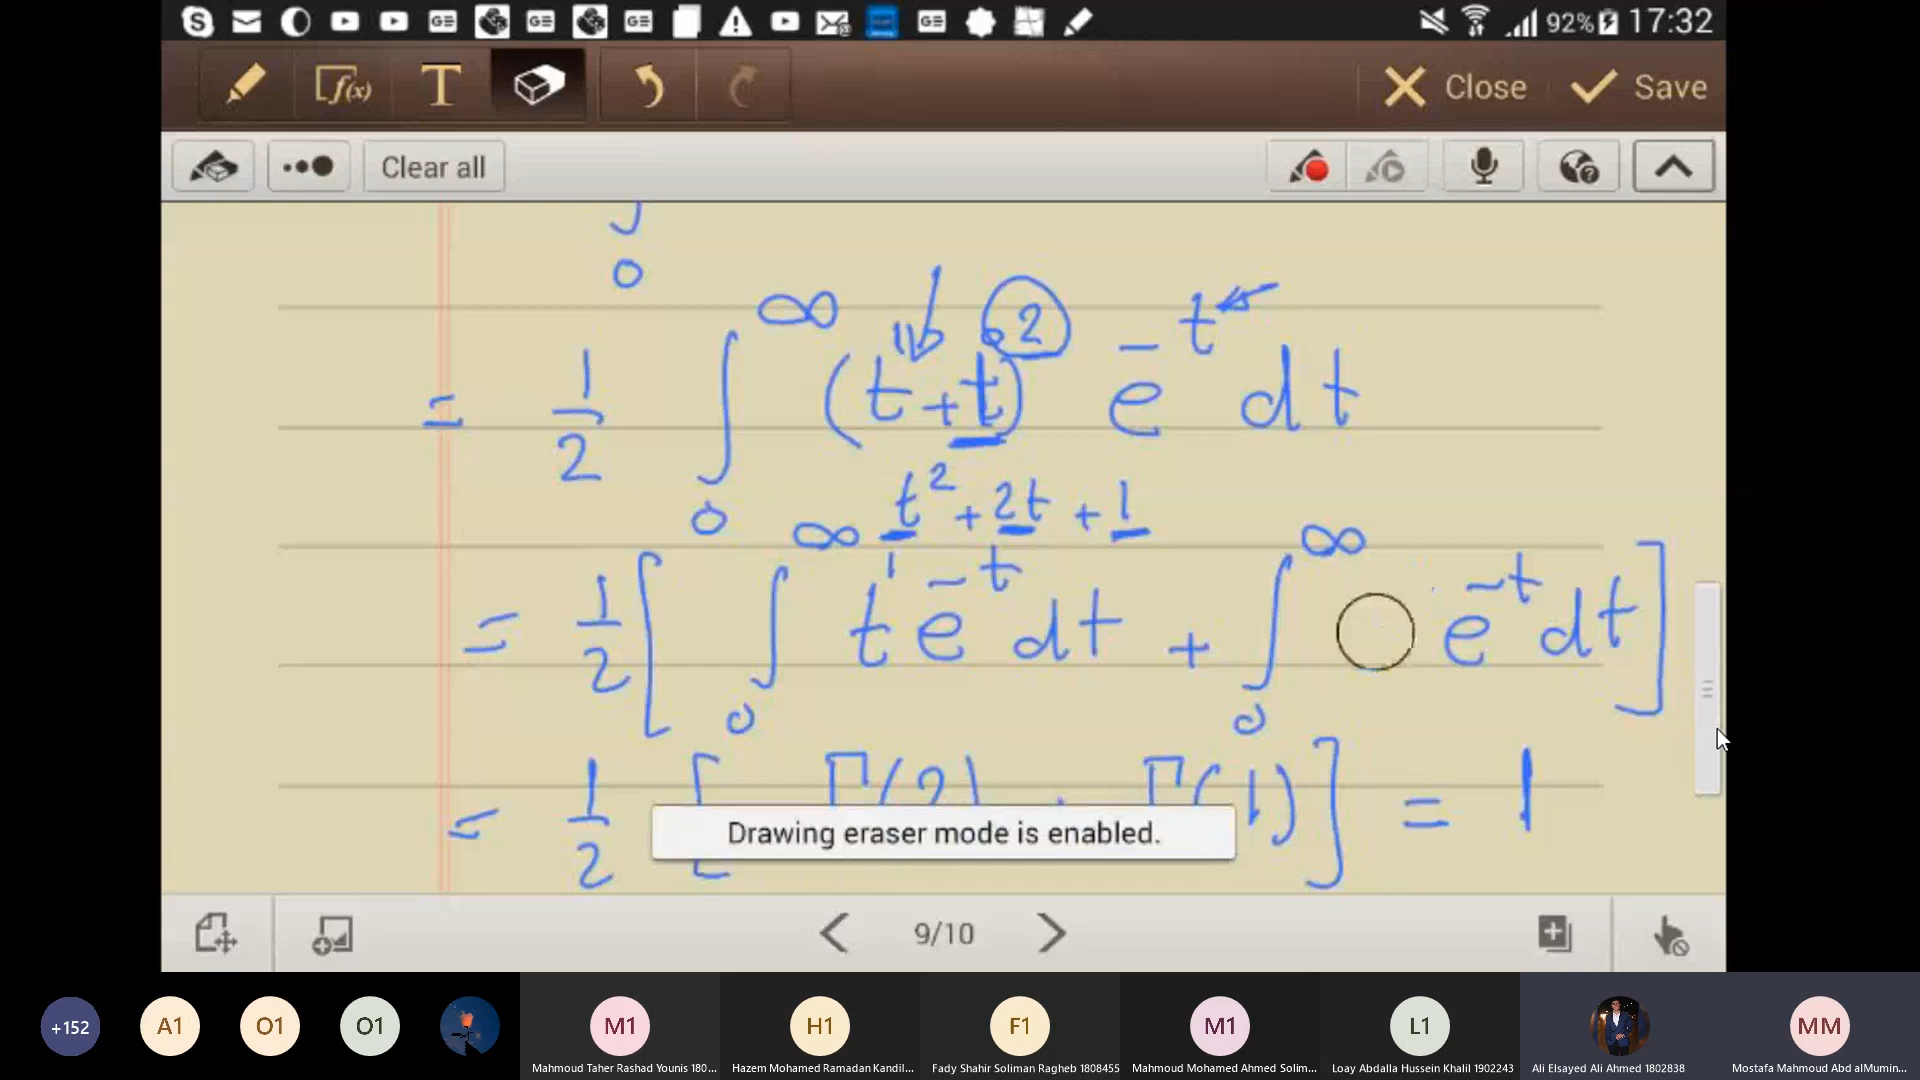 92% 17:32
f(x) T Close Save
Clear all
∫
0
= 1/2 ∫₀^∞ (t + t)² e^-t dt
t² + 2t + 1
= 1/2 [ ∫₀^∞ t¹ e^-t dt + ∫₀^∞ e^-t dt ]
= 1/2 [ Γ(2) + Γ(1) ] = 1
Drawing eraser mode is enabled.
9/10
+152 A1 O1 O1 M1 H1 F1 M1 L1 MM
Mahmoud Taher Rashad Younis 180...
Hazem Mohamed Ramadan Kandil...
Fady Shahir Soliman Ragheb 1808455
Mahmoud Mohamed Ahmed Solim...
Loay Abdalla Hussein Khalil 1902243
Ali Elsayed Ali Ahmed 1802838
Mostafa Mahmoud Abd alMumin...